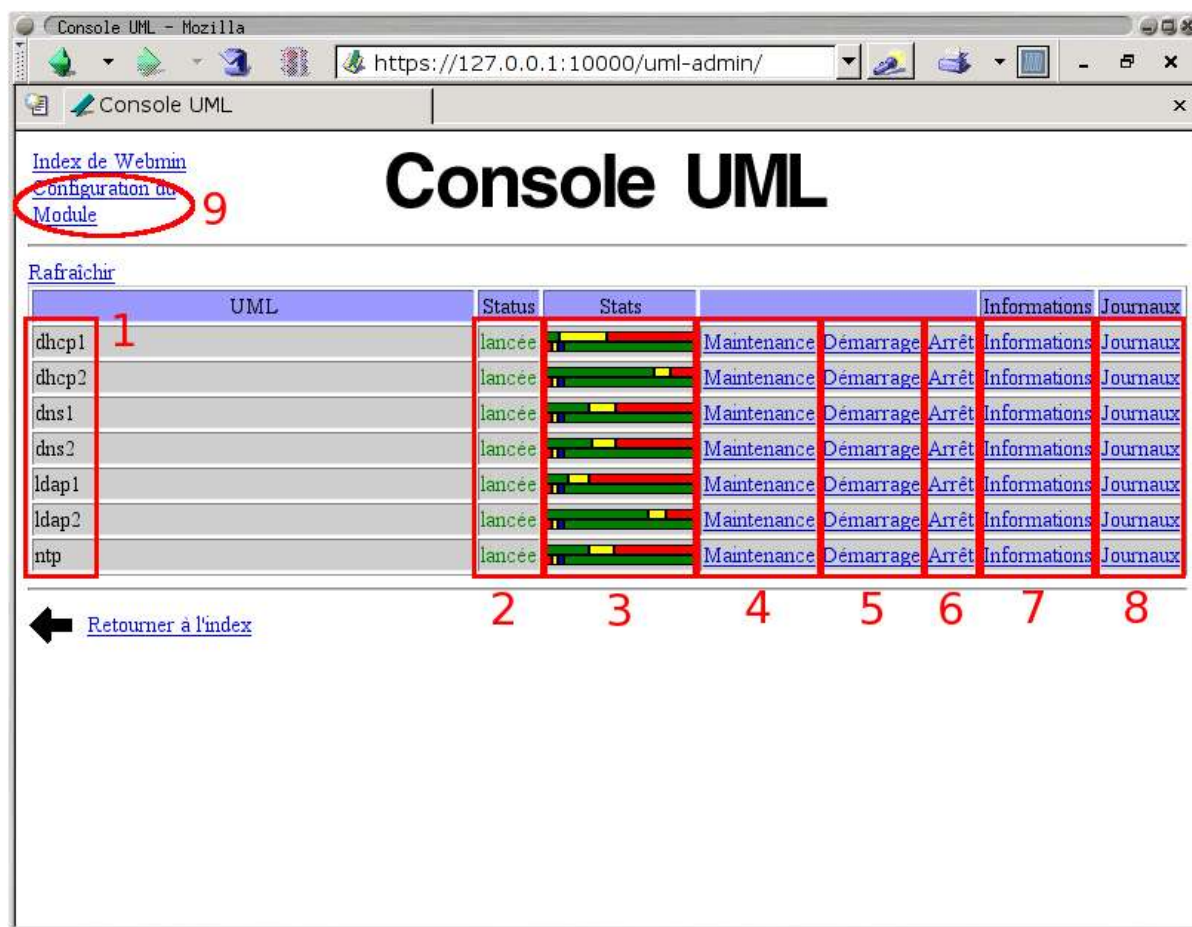 Console UML - Mozilla
https://127.0.0.1:10000/uml-admin/
Console UML
Index de Webmin
Configuration du
Module
9
Console UML
Rafraîchir
UML Status Stats Informations Journaux
1
dhcp1 lancée Maintenance Démarrage Arrêt Informations Journaux
dhcp2 lancée Maintenance Démarrage Arrêt Informations Journaux
dns1 lancée Maintenance Démarrage Arrêt Informations Journaux
dns2 lancée Maintenance Démarrage Arrêt Informations Journaux
ldap1 lancée Maintenance Démarrage Arrêt Informations Journaux
ldap2 lancée Maintenance Démarrage Arrêt Informations Journaux
ntp lancée Maintenance Démarrage Arrêt Informations Journaux
2 3 4 5 6 7 8
Retourner à l'index